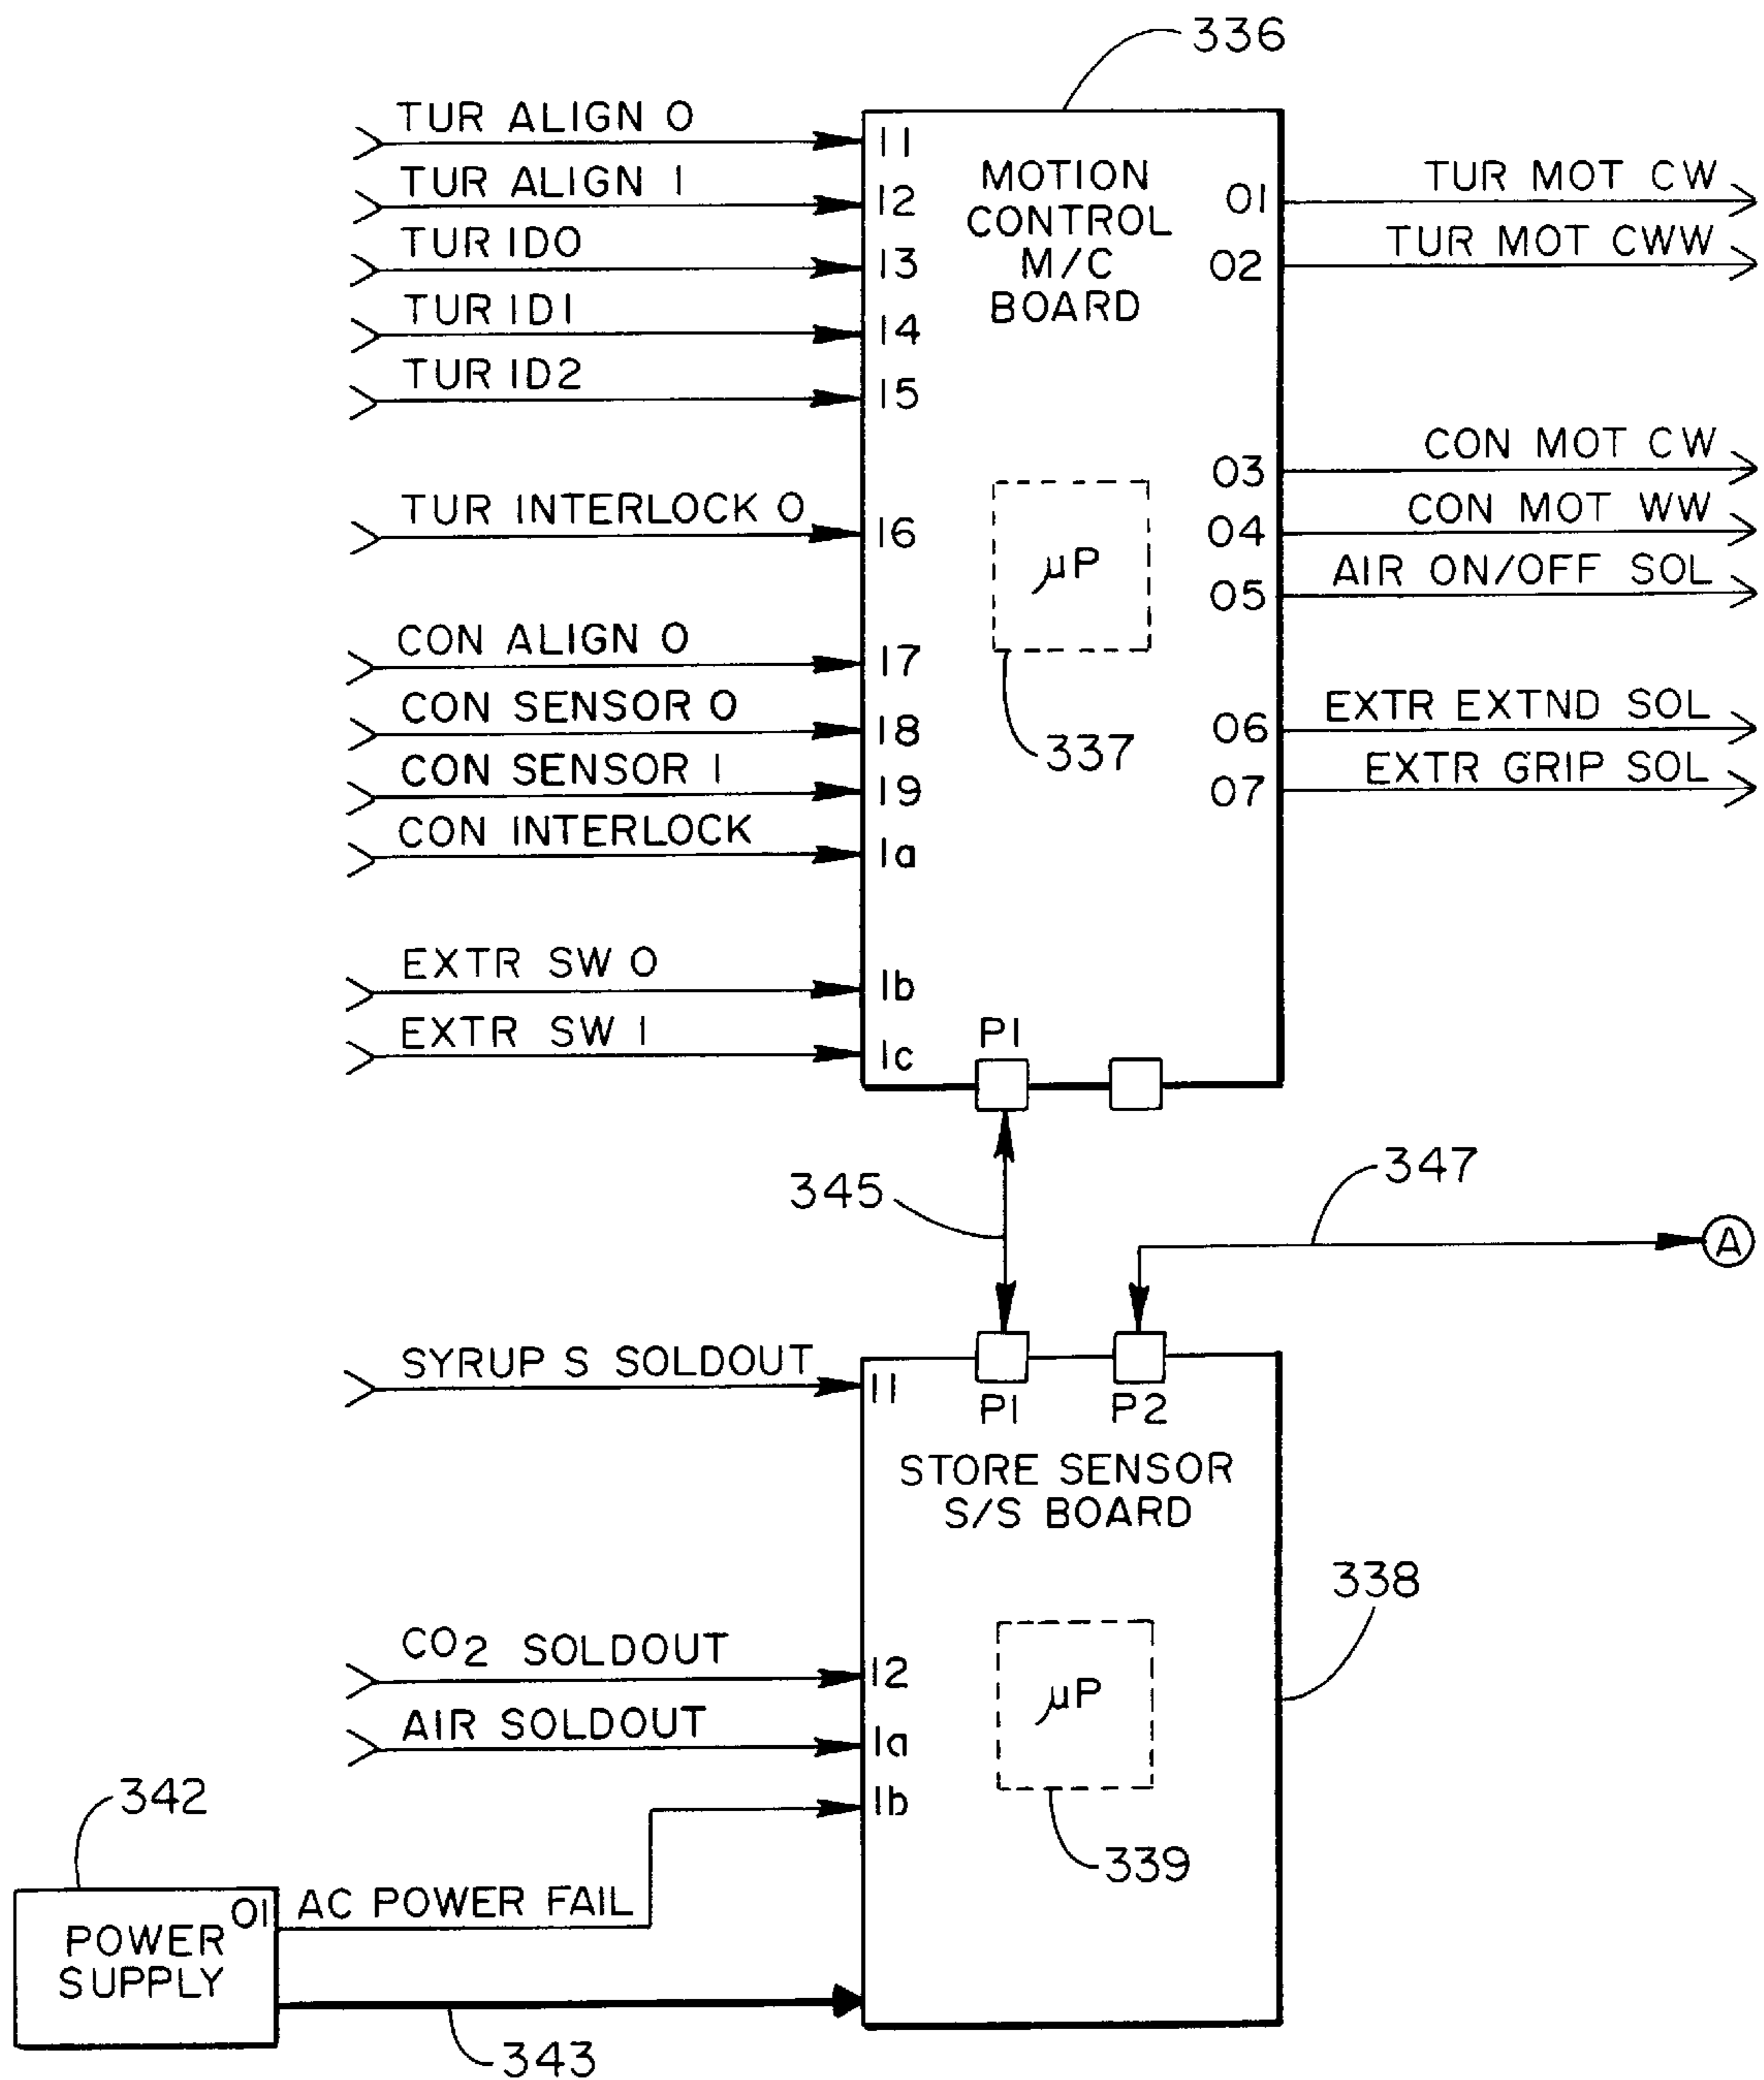 336
TUR ALIGN 0
I1
TUR ALIGN 1
I2
TUR ID0
I3
TUR ID1
I4
TUR ID2
I5
MOTION
CONTROL
M/C
BOARD
O1
TUR MOT CW
O2
TUR MOT CWW
TUR INTERLOCK 0
I6
O3
CON MOT CW
O4
CON MOT WW
O5
AIR ON/OFF SOL
µP
337
CON ALIGN 0
I7
CON SENSOR 0
I8
CON SENSOR 1
I9
CON INTERLOCK
Ia
O6
EXTR EXTND SOL
O7
EXTR GRIP SOL
EXTR SW 0
Ib
EXTR SW 1
Ic
P1
345
347
A
SYRUP S SOLDOUT
I1
P1
P2
STORE SENSOR
S/S BOARD
338
CO2 SOLDOUT
I2
AIR SOLDOUT
Ia
Ib
µP
339
342
POWER
SUPPLY
O1
AC POWER FAIL
343